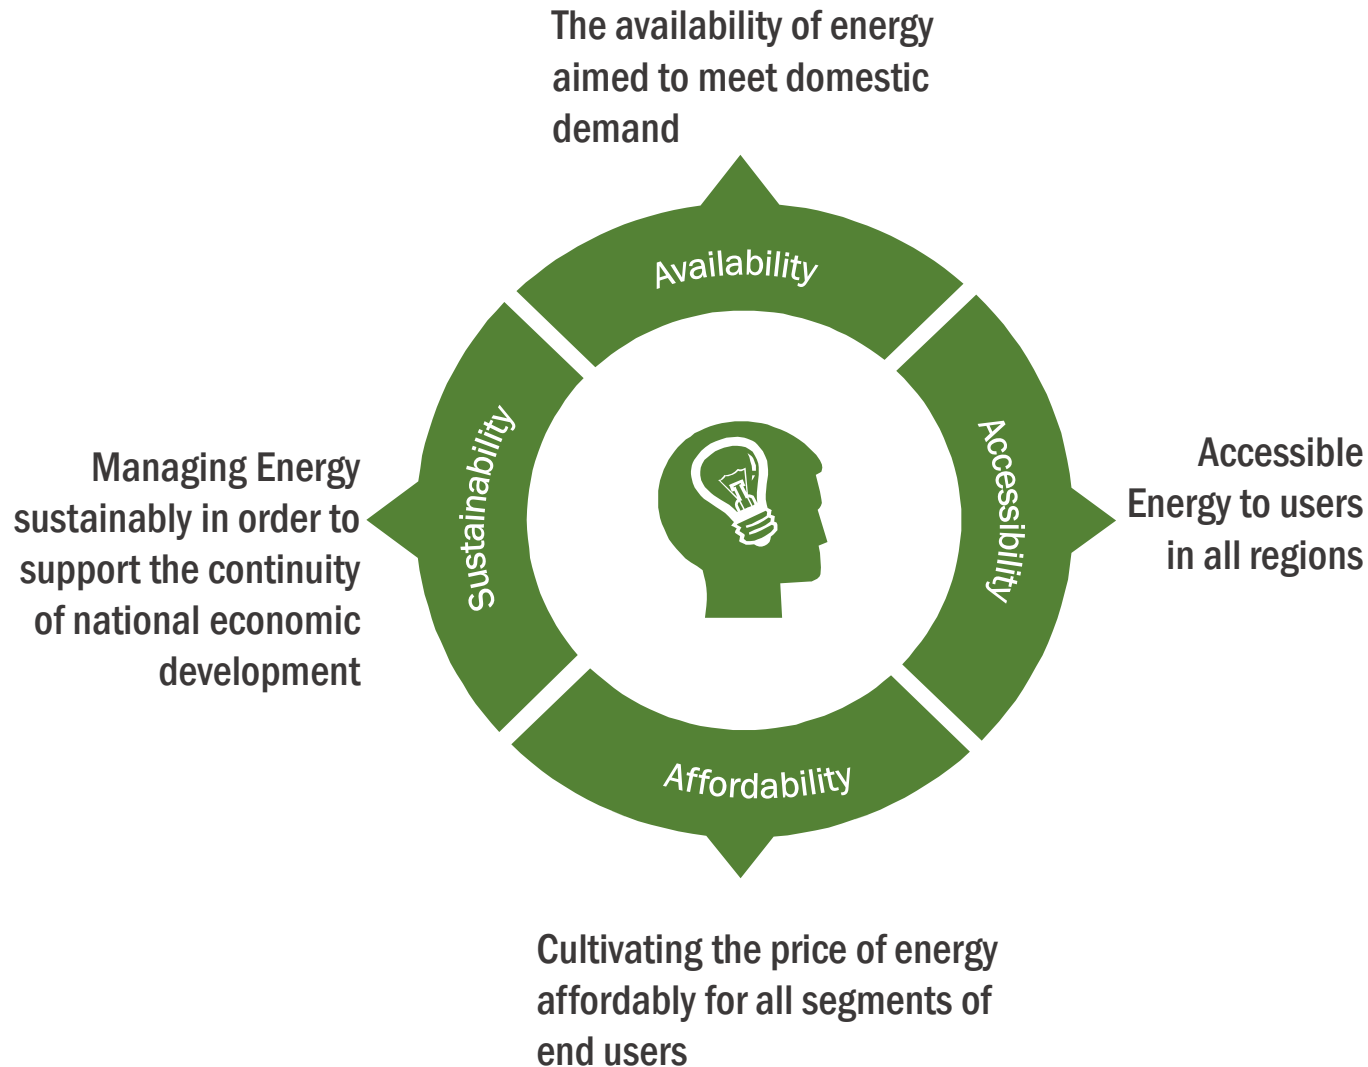 The availability of energy
aimed to meet domestic
demand
Availability
Managing Energy
sustainably in order to
support the continuity
of national economic
development
Sustainability
Accessibility
Accessible
Energy to users
in all regions
Affordability
Cultivating the price of energy
affordably for all segments of
end users